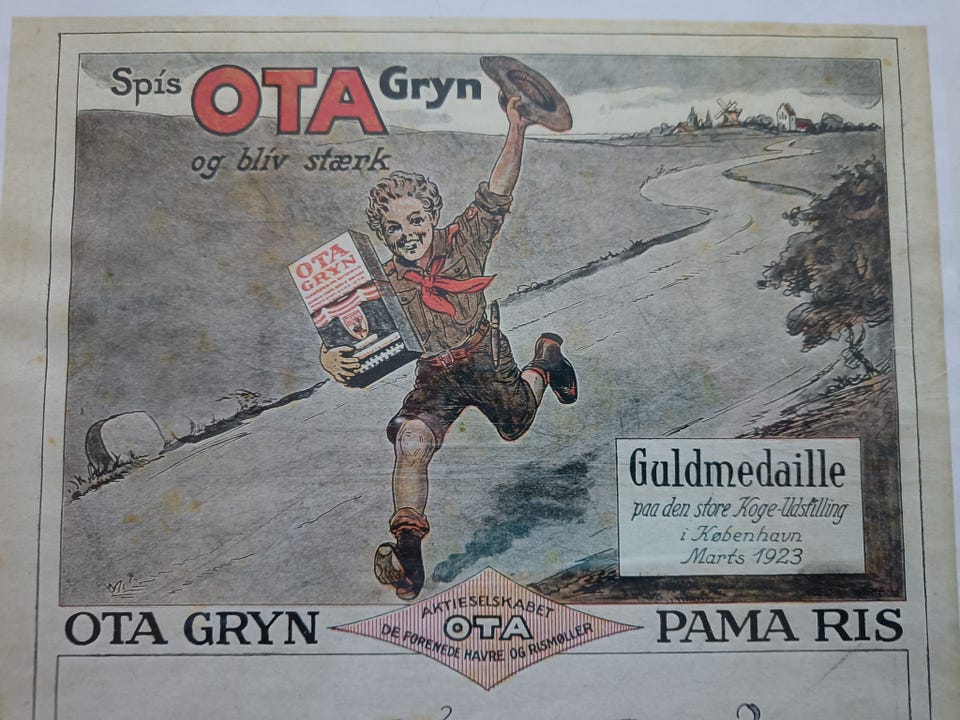 Spis OTA Gryn
og bliv stærk
OTA
GRYN
Guldmedaille
paa den store Koge-Udstilling
i København
Marts 1923
OTA GRYN
AKTIESELSKABET
OTA
DE FORENEDE HAVRE OG RISMØLLER
PAMA RIS